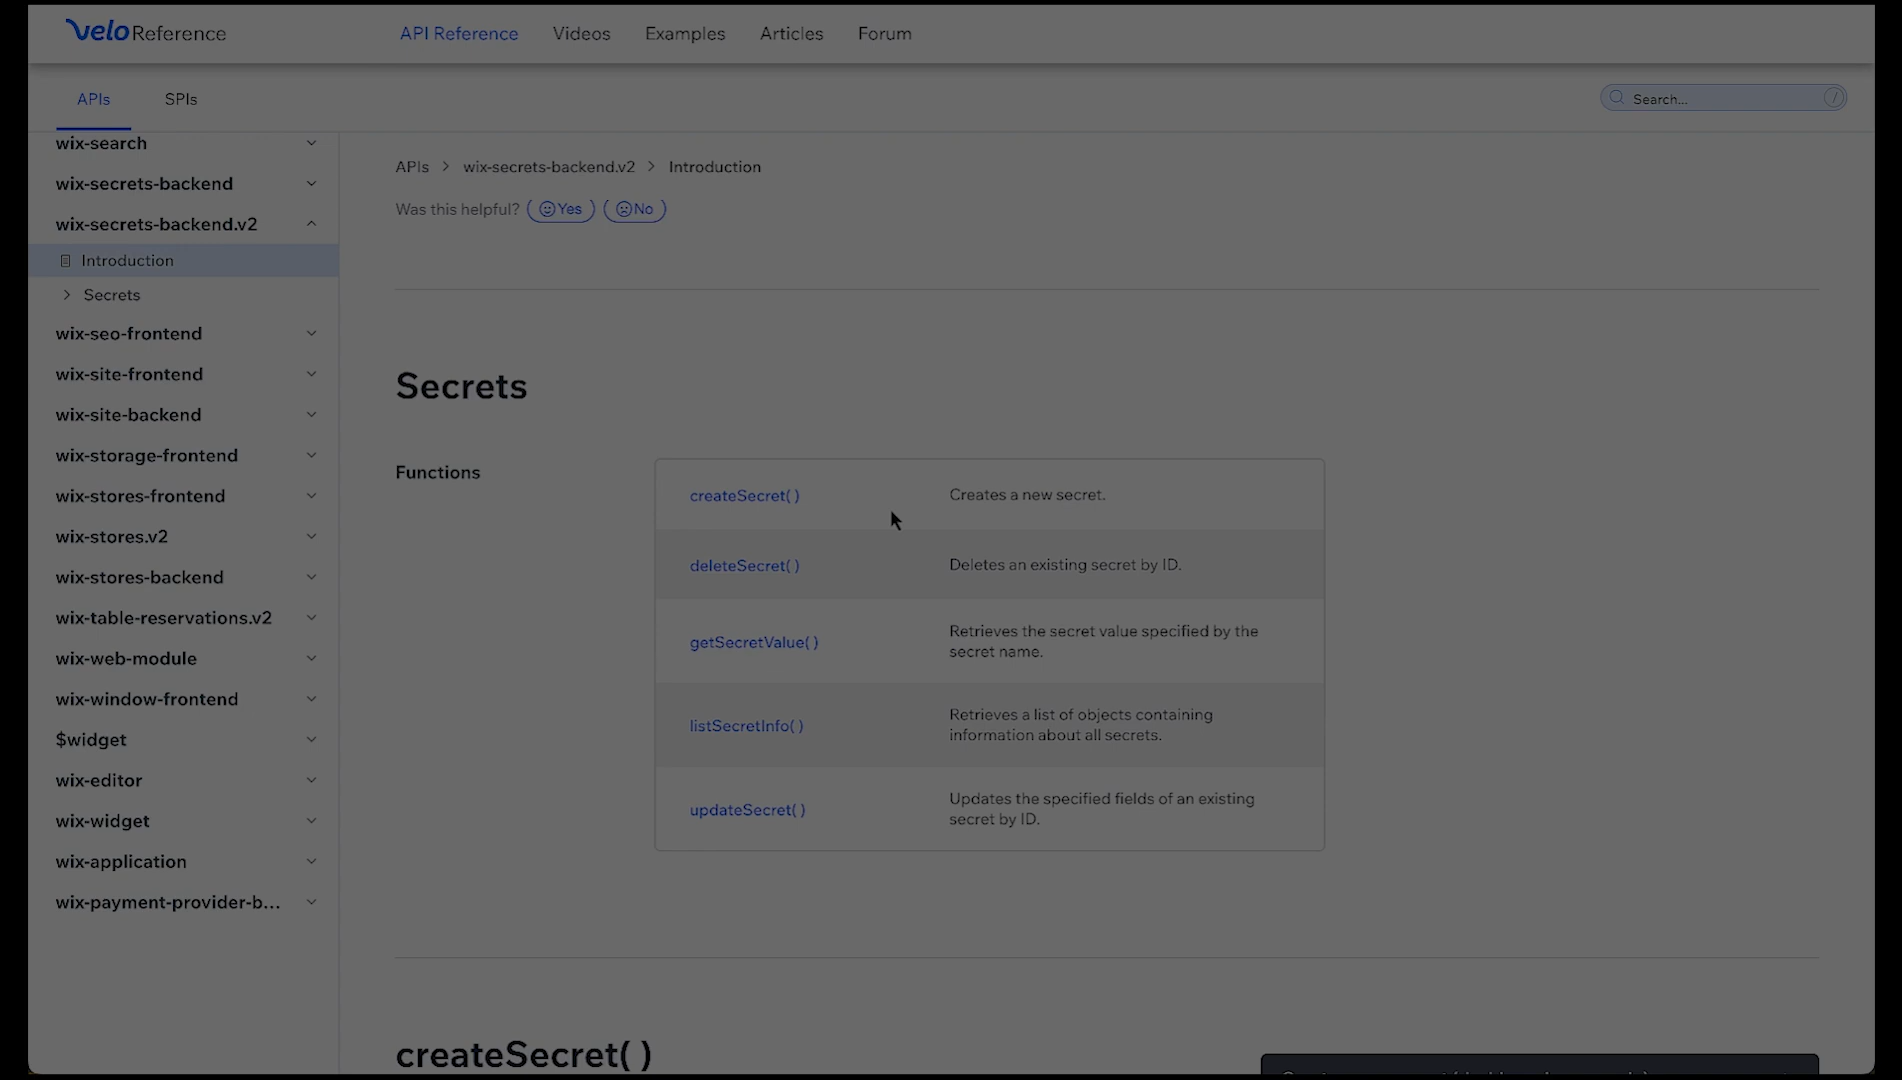 velo Reference
API Reference
Videos
Examples
Articles
Forum
APIs
SPIs
Search...
/
wix-search
wix-secrets-backend
wix-secrets-backend.v2
Introduction
Secrets
wix-seo-frontend
wix-site-frontend
wix-site-backend
wix-storage-frontend
wix-stores-frontend
wix-stores.v2
wix-stores-backend
wix-table-reservations.v2
wix-web-module
wix-window-frontend
$widget
wix-editor
wix-widget
wix-application
wix-payment-provider-b...
APIs > wix-secrets-backend.v2 > Introduction
Was this helpful? Yes No
Secrets
Functions
createSecret( )
Creates a new secret.
deleteSecret( )
Deletes an existing secret by ID.
getSecretValue( )
Retrieves the secret value specified by the
secret name.
listSecretInfo( )
Retrieves a list of objects containing
information about all secrets.
updateSecret( )
Updates the specified fields of an existing
secret by ID.
createSecret( )